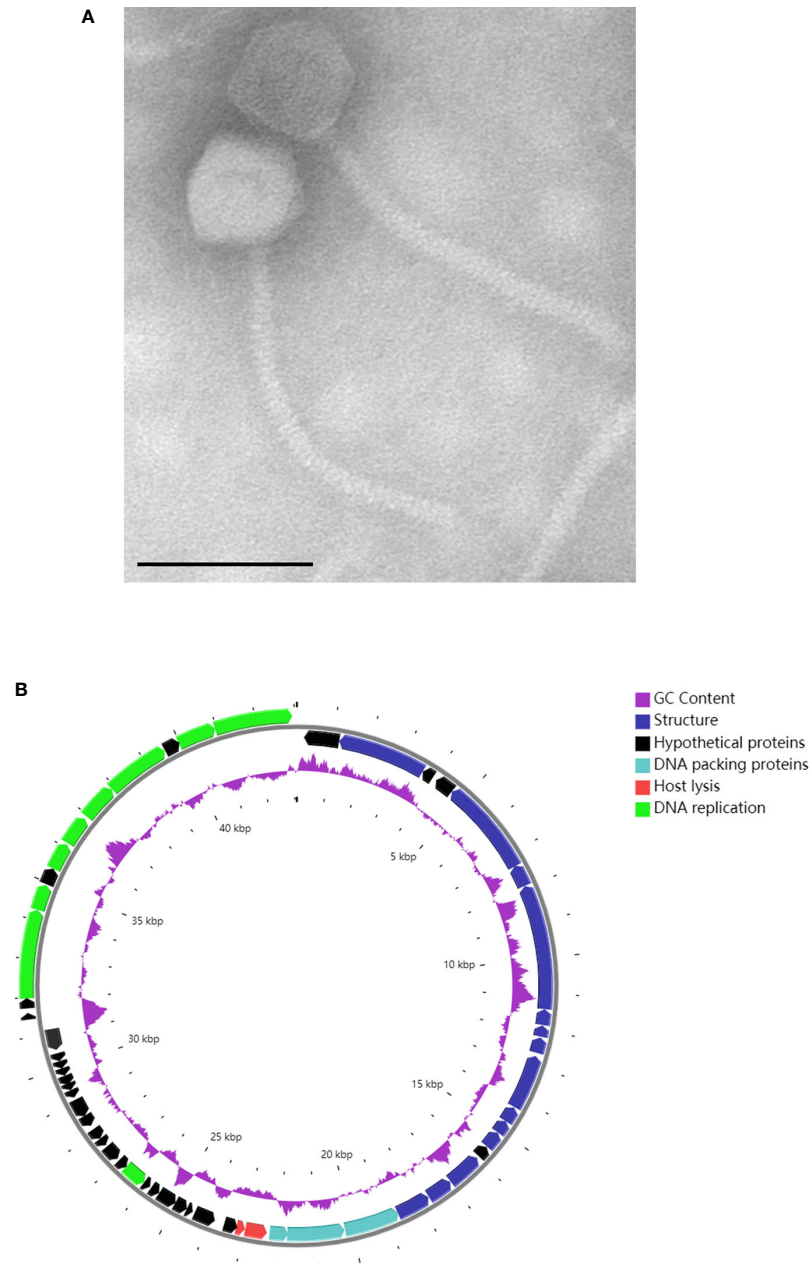 A
B
GC Content
Structure
Hypothetical proteins
DNA packing proteins
Host lysis
DNA replication
40 kbp
5 kbp
35 kbp
10 kbp
30 kbp
15 kbp
25 kbp
20 kbp